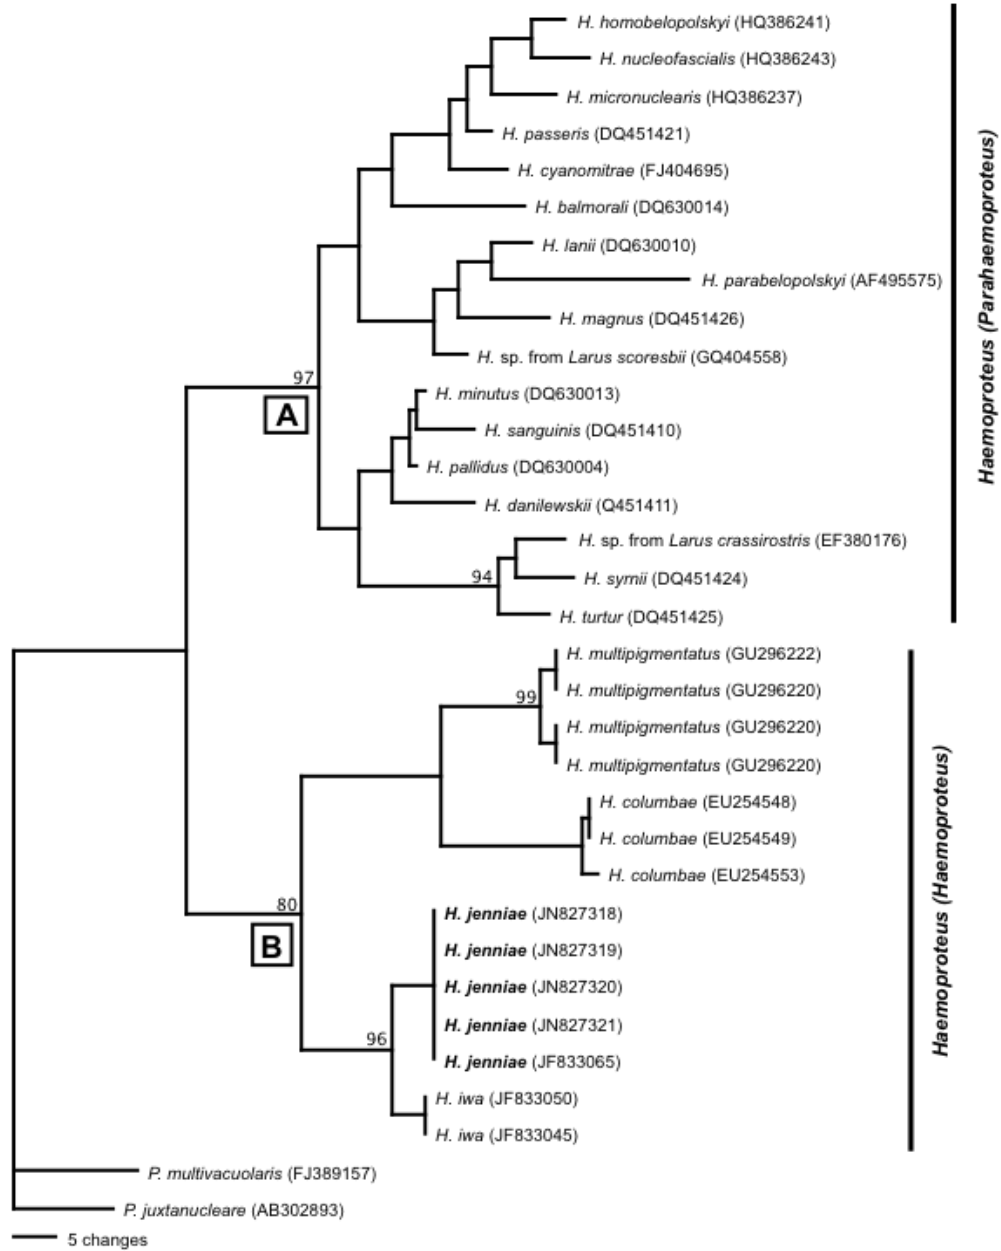 H. homobelopolskyi (HQ386241)
H. nucleofascialis (HQ386243)
H. micronuclearis (HQ386237)
H. passeris (DQ451421)
H. cyanomitrae (FJ404695)
H. balmorali (DQ630014)
H. lanii (DQ630010)
H. parabelopolskyi (AF495575)
H. magnus (DQ451426)
H. sp. from Larus scoresbii (GQ404558)
97
A
H. minutus (DQ630013)
H. sanguinis (DQ451410)
H. pallidus (DQ630004)
H. danilewskii (Q451411)
H. sp. from Larus crassirostris (EF380176)
94
H. syrnii (DQ451424)
H. turtur (DQ451425)
Haemoproteus (Parahaemoproteus)
H. multipigmentatus (GU296222)
99
H. multipigmentatus (GU296220)
H. multipigmentatus (GU296220)
H. multipigmentatus (GU296220)
H. columbae (EU254548)
H. columbae (EU254549)
H. columbae (EU254553)
80
B
H. jenniae (JN827318)
H. jenniae (JN827319)
H. jenniae (JN827320)
H. jenniae (JN827321)
96
H. jenniae (JF833065)
H. iwa (JF833050)
H. iwa (JF833045)
Haemoproteus (Haemoproteus)
P. multivacuolaris (FJ389157)
P. juxtanucleare (AB302893)
5 changes